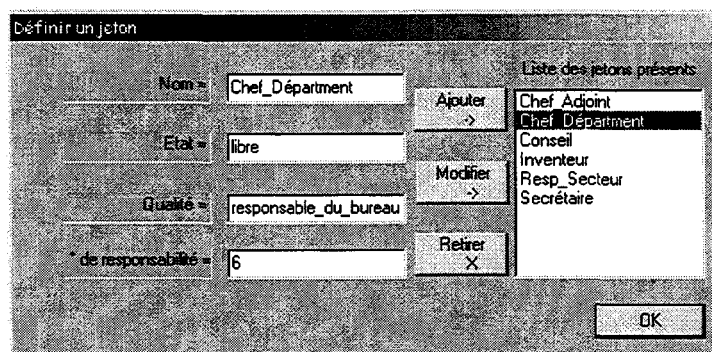 Définir un jeton
Nom =
Chef_Départment
Etat =
libre
Qualité =
responsable_du_bureau
* de responsabilité =
6
Ajouter
->
Modifier
->
Retirer
X
Liste des jetons présents
Chef_Adjoint
Chef_Départment
Conseil
Inventeur
Resp_Secteur
Secrétaire
OK